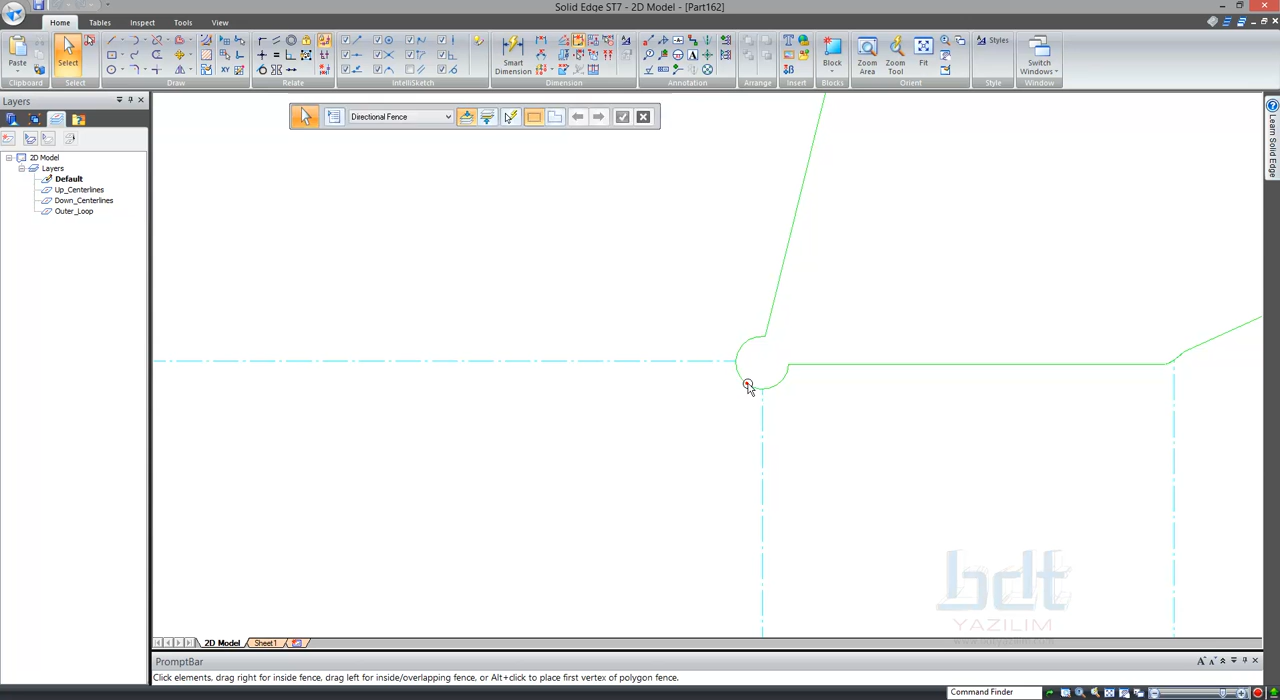 Solid Edge ST7 - 2D Model - [Part162]
Home Tables Inspect Tools View
Paste
Select
Smart Dimension
Zoom Area
Zoom Tool
Fit
Block
Styles
Switch Windows
Clipboard Select Draw Relate IntelliSketch Dimension Annotation Arrange Insert Blocks Orient Style Window
Layers
Directional Fence
2D Model
Layers
Default
Up_Centerlines
Down_Centerlines
Outer_Loop
Learn Solid Edge
bdt
YAZILIM
2D Model Sheet1
PromptBar
Click elements, drag right for inside fence, drag left for inside/overlapping fence, or Alt+click to place first vertex of polygon fence.
Command Finder